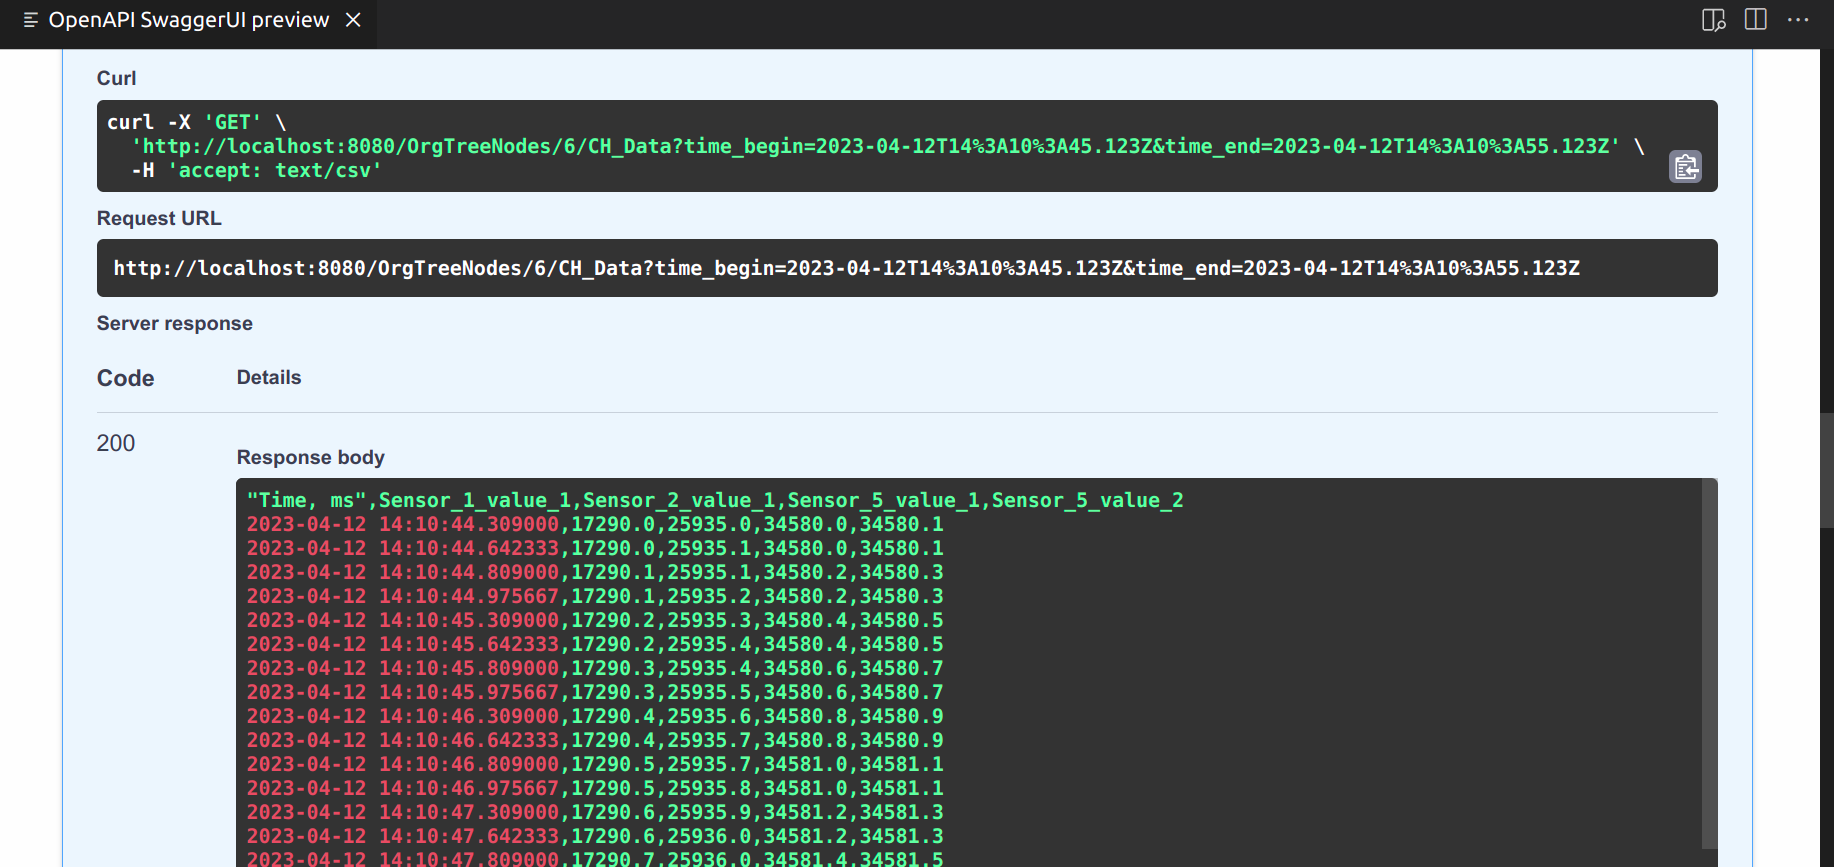 OpenAPI SwaggerUI preview
Curl
curl -X 'GET' \
'http://localhost:8080/OrgTreeNodes/6/CH_Data?time_begin=2023-04-12T14%3A10%3A45.123Z&time_end=2023-04-12T14%3A10%3A55.123Z' \
-H 'accept: text/csv'
Request URL
http://localhost:8080/OrgTreeNodes/6/CH_Data?time_begin=2023-04-12T14%3A10%3A45.123Z&time_end=2023-04-12T14%3A10%3A55.123Z
Server response
Code Details
200
Response body
"Time, ms",Sensor_1_value_1,Sensor_2_value_1,Sensor_5_value_1,Sensor_5_value_2
2023-04-12 14:10:44.309000,17290.0,25935.0,34580.0,34580.1
2023-04-12 14:10:44.642333,17290.0,25935.1,34580.0,34580.1
2023-04-12 14:10:44.809000,17290.1,25935.1,34580.2,34580.3
2023-04-12 14:10:44.975667,17290.1,25935.2,34580.2,34580.3
2023-04-12 14:10:45.309000,17290.2,25935.3,34580.4,34580.5
2023-04-12 14:10:45.642333,17290.2,25935.4,34580.4,34580.5
2023-04-12 14:10:45.809000,17290.3,25935.4,34580.6,34580.7
2023-04-12 14:10:45.975667,17290.3,25935.5,34580.6,34580.7
2023-04-12 14:10:46.309000,17290.4,25935.6,34580.8,34580.9
2023-04-12 14:10:46.642333,17290.4,25935.7,34580.8,34580.9
2023-04-12 14:10:46.809000,17290.5,25935.7,34581.0,34581.1
2023-04-12 14:10:46.975667,17290.5,25935.8,34581.0,34581.1
2023-04-12 14:10:47.309000,17290.6,25935.9,34581.2,34581.3
2023-04-12 14:10:47.642333,17290.6,25936.0,34581.2,34581.3
2023-04-12 14:10:47.809000,17290.7,25936.0,34581.4,34581.5